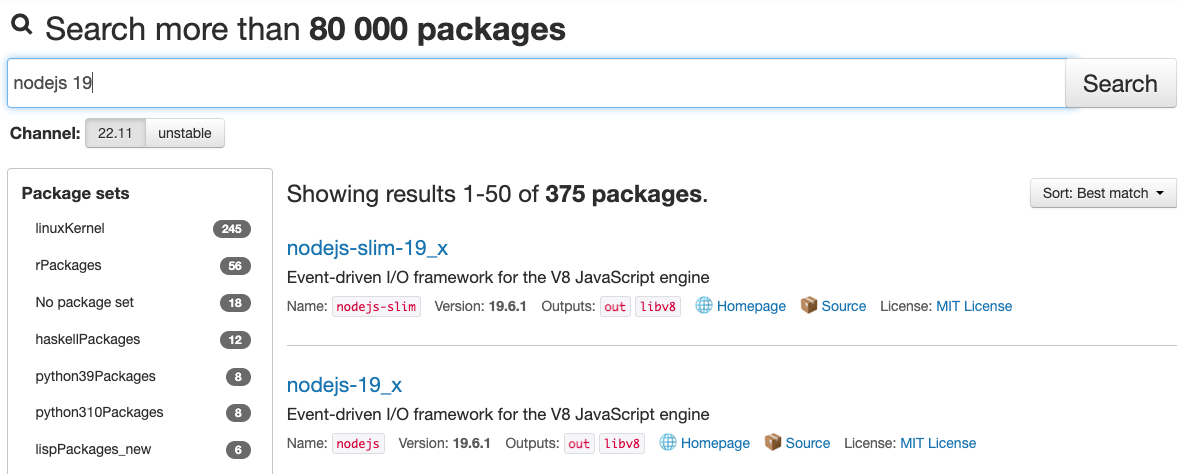 Search more than 80 000 packages
nodejs 19
Search
Channel: 22.11 unstable
Package sets
linuxKernel 245
rPackages 56
No package set 18
haskellPackages 12
python39Packages 8
python310Packages 8
lispPackages_new 6
Showing results 1-50 of 375 packages.
Sort: Best match
nodejs-slim-19_x
Event-driven I/O framework for the V8 JavaScript engine
Name: nodejs-slim Version: 19.6.1 Outputs: out libv8 Homepage Source License: MIT License
nodejs-19_x
Event-driven I/O framework for the V8 JavaScript engine
Name: nodejs Version: 19.6.1 Outputs: out libv8 Homepage Source License: MIT License